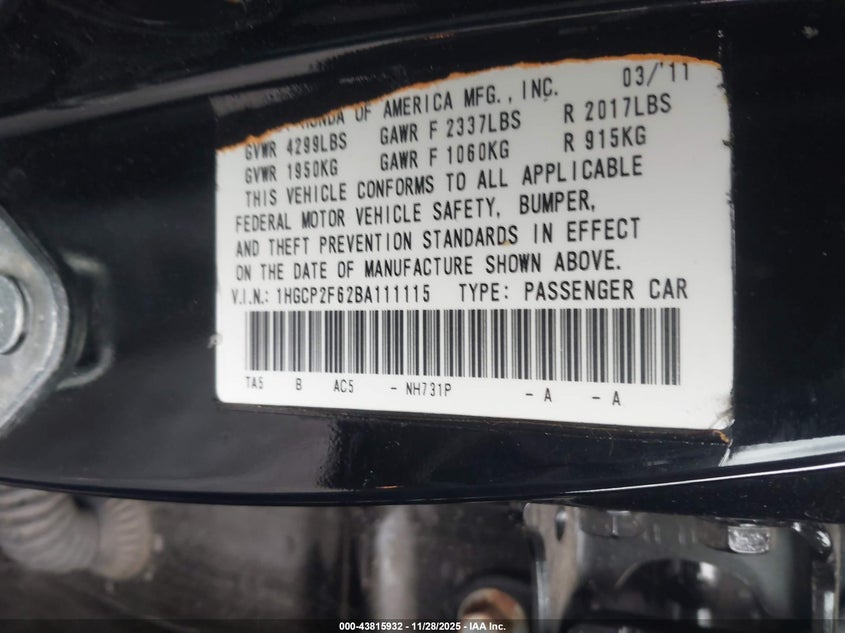 HONDA OF AMERICA MFG., INC. 03/'11
GVWR 4299LBS GAWR F 2337LBS R 2017LBS
GVWR 1950KG GAWR F 1060KG R 915KG
THIS VEHICLE CONFORMS TO ALL APPLICABLE
FEDERAL MOTOR VEHICLE SAFETY, BUMPER,
AND THEFT PREVENTION STANDARDS IN EFFECT
ON THE DATE OF MANUFACTURE SHOWN ABOVE.
V.I.N.: 1HGCP2F62BA111115 TYPE: PASSENGER CAR
TA5 B AC5 - NH731P - A - A
000-43815932 - 11/28/2025 - IAA Inc.